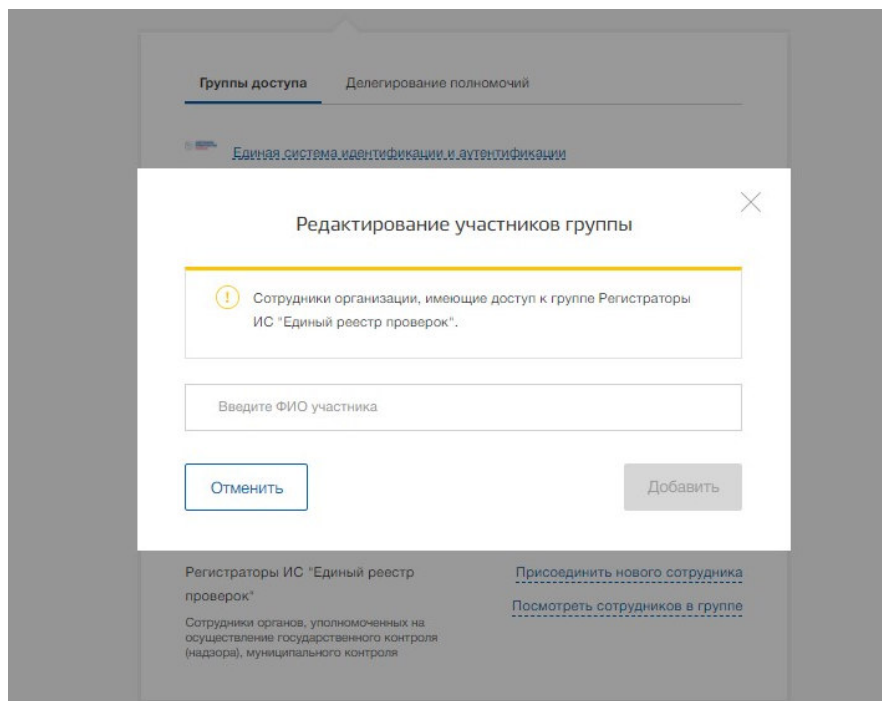 Группы доступа Делегирование полномочий
Единая система идентификации и аутентификации
Редактирование участников группы
Сотрудники организации, имеющие доступ к группе Регистраторы
ИС "Единый реестр проверок".
Введите ФИО участника
Отменить Добавить
Регистраторы ИС "Единый реестр
проверок"
Сотрудники органов, уполномоченных на
осуществление государственного контроля
(надзора), муниципального контроля
Присоединить нового сотрудника
Посмотреть сотрудников в группе